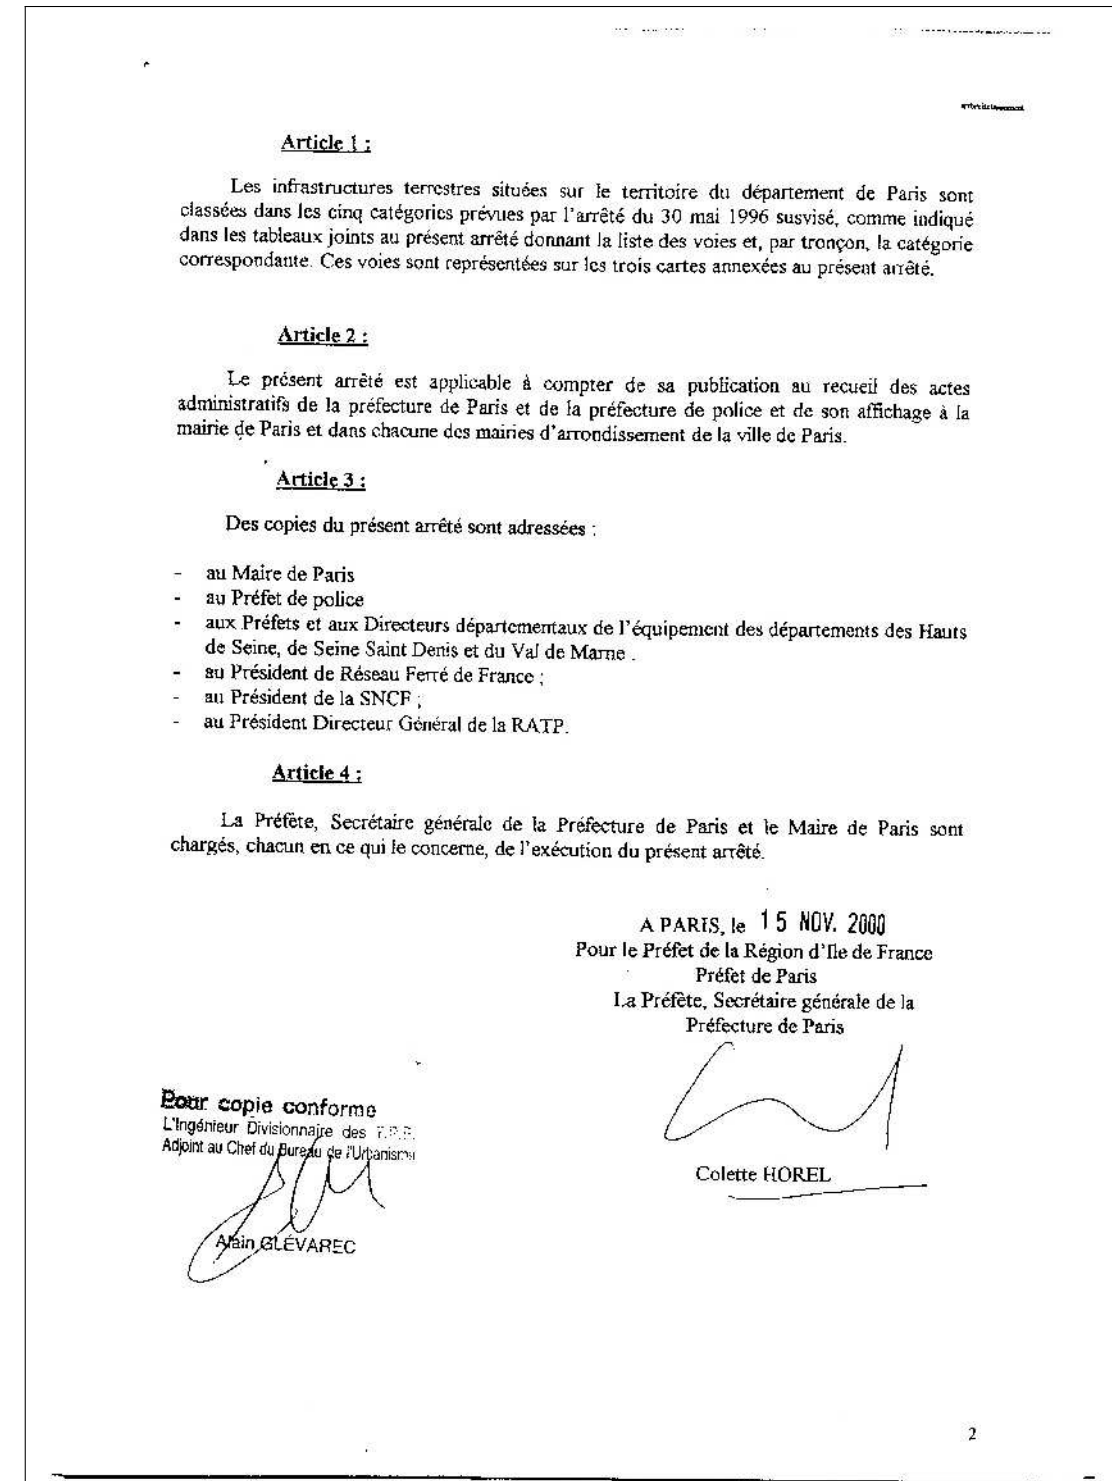 Article 1 :
Les infrastructures terrestres situées sur le territoire du département de Paris sont
classées dans les cinq catégories prévues par l'arrêté du 30 mai 1996 susvisé, comme indiqué
dans les tableaux joints au présent arrêté donnant la liste des voies et, par tronçon, la catégorie
correspondante. Ces voies sont représentées sur les trois cartes annexées au présent arrêté.
Article 2 :
Le présent arrêté est applicable à compter de sa publication au recueil des actes
administratifs de la préfecture de Paris et de la préfecture de police et de son affichage à la
mairie de Paris et dans chacune des mairies d'arrondissement de la ville de Paris.
Article 3 :
Des copies du présent arrêté sont adressées :
- au Maire de Paris
- au Préfet de police
- aux Préfets et aux Directeurs départementaux de l'équipement des départements des Hauts
de Seine, de Seine Saint Denis et du Val de Marne .
- au Président de Réseau Ferré de France ;
- au Président de la SNCF ;
- au Président Directeur Général de la RATP.
Article 4 :
La Préfète, Secrétaire générale de la Préfecture de Paris et le Maire de Paris sont
chargés, chacun en ce qui le concerne, de l'exécution du présent arrêté.
A PARIS, le 15 NOV. 2000
Pour le Préfet de la Région d'Ile de France
Préfet de Paris
La Préfète, Secrétaire générale de la
Préfecture de Paris
Colette HOREL
Pour copie conforme
L'Ingénieur Divisionnaire des
Adjoint au Chef du Bureau de l'Urbanisme
Alain GLÉVAREC
2